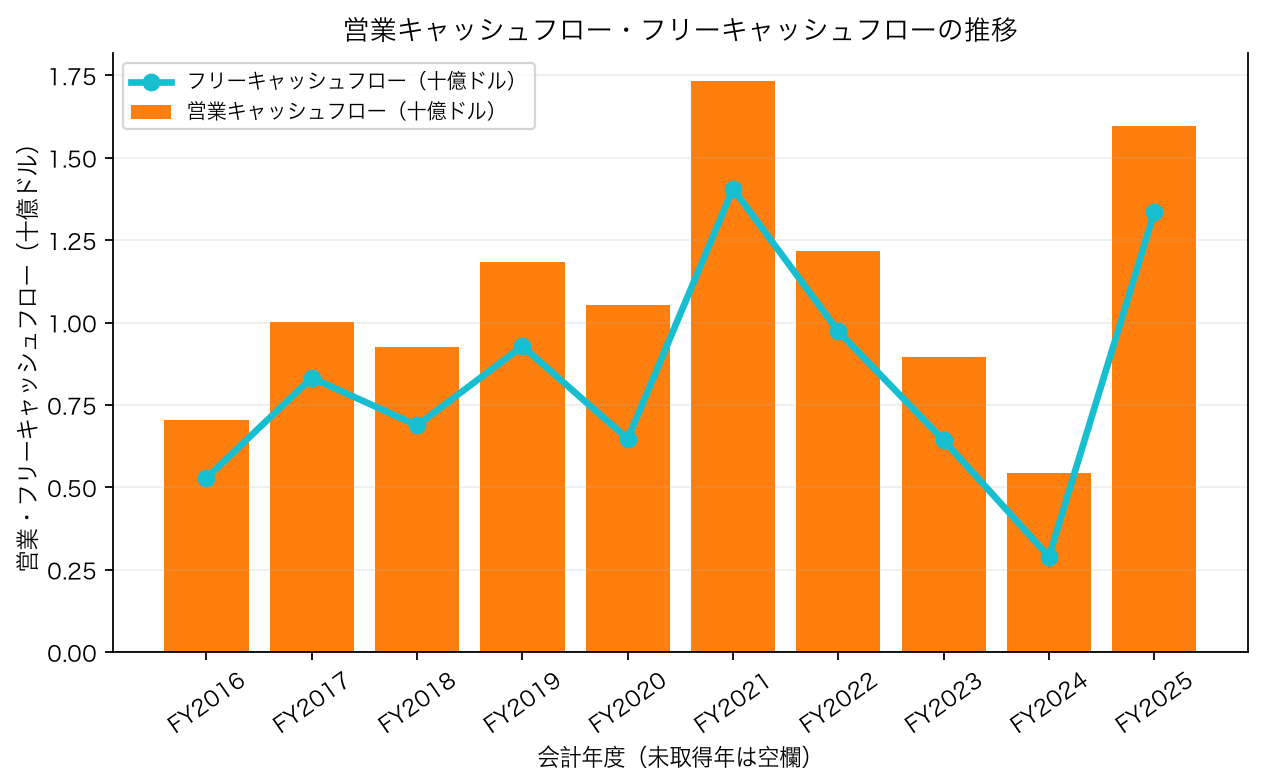 営業キャッシュフロー・フリーキャッシュフローの推移
フリーキャッシュフロー（十億ドル）
営業キャッシュフロー（十億ドル）
営業・フリーキャッシュフロー（十億ドル）
1.75
1.50
1.25
1.00
0.75
0.50
0.25
0.00
FY2016
FY2017
FY2018
FY2019
FY2020
FY2021
FY2022
FY2023
FY2024
FY2025
会計年度（未取得年は空欄）